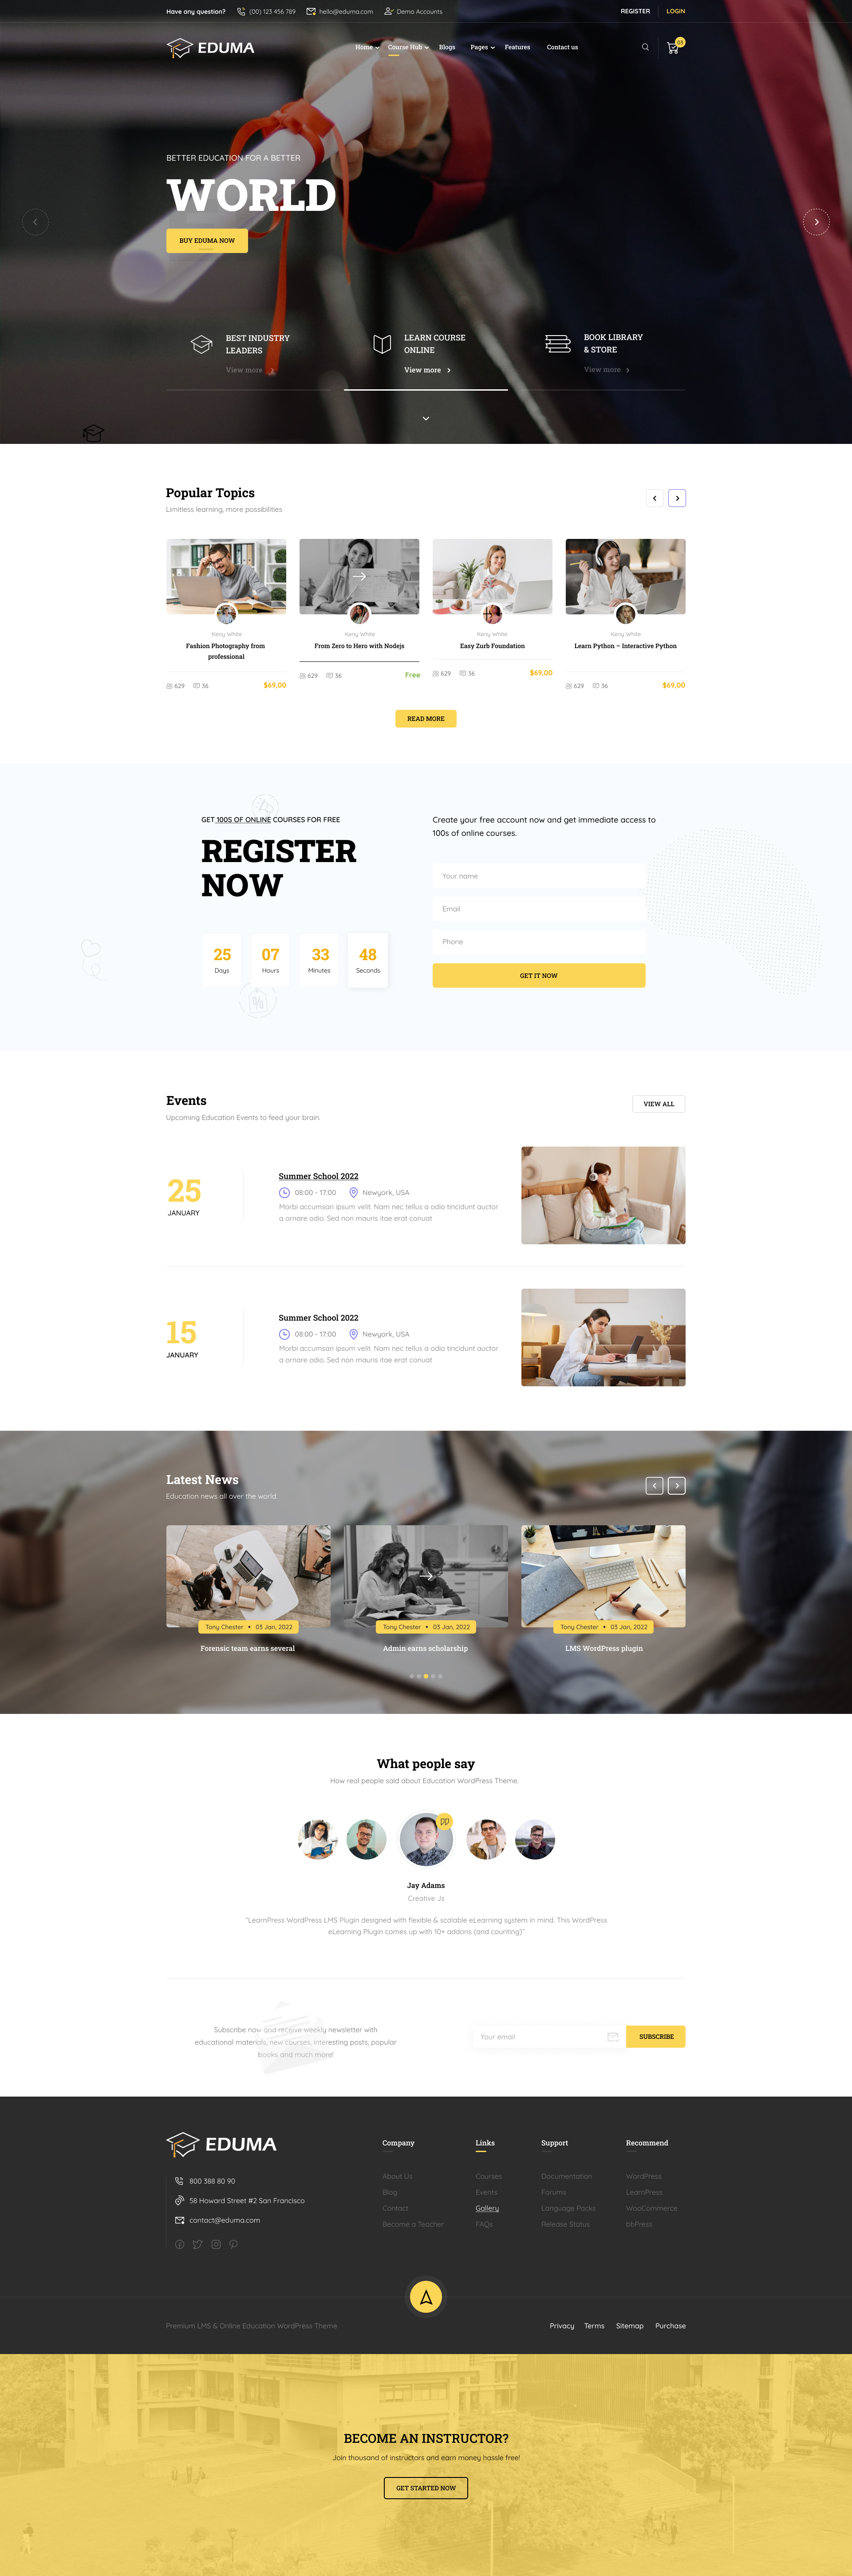 Have any question?
(00) 123 456 789
hello@eduma.com
Demo Accounts
REGISTER
LOGIN
EDUMA
Home
Course Hub
Blogs
Pages
Features
Contact us
03
BETTER EDUCATION FOR A BETTER
WORLD
BUY EDUMA NOW
BEST INDUSTRY
LEADERS
View more
LEARN COURSE
ONLINE
View more
BOOK LIBRARY
& STORE
View more
Popular Topics
Limitless learning, more possibilities
Keny White
Fashion Photography from
professional
629
36
$69,00
Keny White
From Zero to Hero with Nodejs
629
36
Free
Keny White
Easy Zurb Foundation
629
36
$69,00
Keny White
Learn Python – Interactive Python
629
36
$69,00
READ MORE
GET 100S OF ONLINE COURSES FOR FREE
REGISTER
NOW
25
Days
07
Hours
33
Minutes
48
Seconds
Create your free account now and get immediate access to
100s of online courses.
Your name
Email
Phone
GET IT NOW
Events
Upcoming Education Events to feed your brain.
VIEW ALL
25
JANUARY
Summer School 2022
08:00 - 17:00
Newyork, USA
Morbi accumsan ipsum velit. Nam nec tellus a odio tincidunt auctor
a ornare odio. Sed non mauris itae erat conuat
15
JANUARY
Summer School 2022
08:00 - 17:00
Newyork, USA
Morbi accumsan ipsum velit. Nam nec tellus a odio tincidunt auctor
a ornare odio. Sed non mauris itae erat conuat
Latest News
Education news all over the world.
Tony Chester • 03 Jan, 2022
Forensic team earns several
Tony Chester • 03 Jan, 2022
Admin earns scholarship
Tony Chester • 03 Jan, 2022
LMS WordPress plugin
What people say
How real people said about Education WordPress Theme.
Jay Adams
Creative Js
"LearnPress WordPress LMS Plugin designed with flexible & scalable eLearning system in mind. This WordPress
eLearning Plugin comes up with 10+ addons (and counting)"
Subscribe now and receive weekly newsletter with
educational materials, new courses, interesting posts, popular
books and much more!
Your email
SUBSCRIBE
EDUMA
800 388 80 90
58 Howard Street #2 San Francisco
contact@eduma.com
Company
About Us
Blog
Contact
Become a Teacher
Links
Courses
Events
Gallery
FAQs
Support
Documentation
Forums
Language Packs
Release Status
Recommend
WordPress
LearnPress
WooCommerce
bbPress
Premium LMS & Online Education WordPress Theme
Privacy
Terms
Sitemap
Purchase
BECOME AN INSTRUCTOR?
Join thousand of instructors and earn money hassle free!
GET STARTED NOW